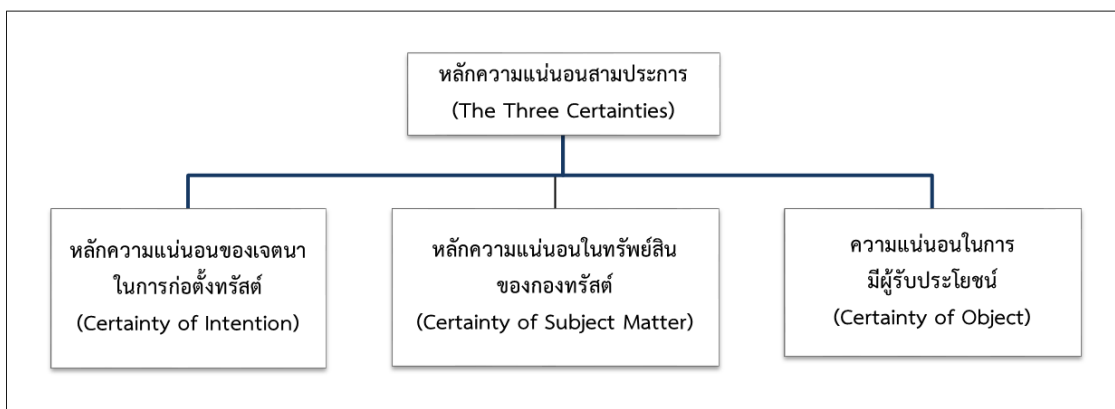 หลักความแน่นอนสามประการ
(The Three Certainties)
หลักความแน่นอนของเจตนา
ในการก่อตั้งทรัสต์
(Certainty of Intention)
หลักความแน่นอนในทรัพย์สิน
ของกองทรัสต์
(Certainty of Subject Matter)
ความแน่นอนในการ
มีผู้รับประโยชน์
(Certainty of Object)